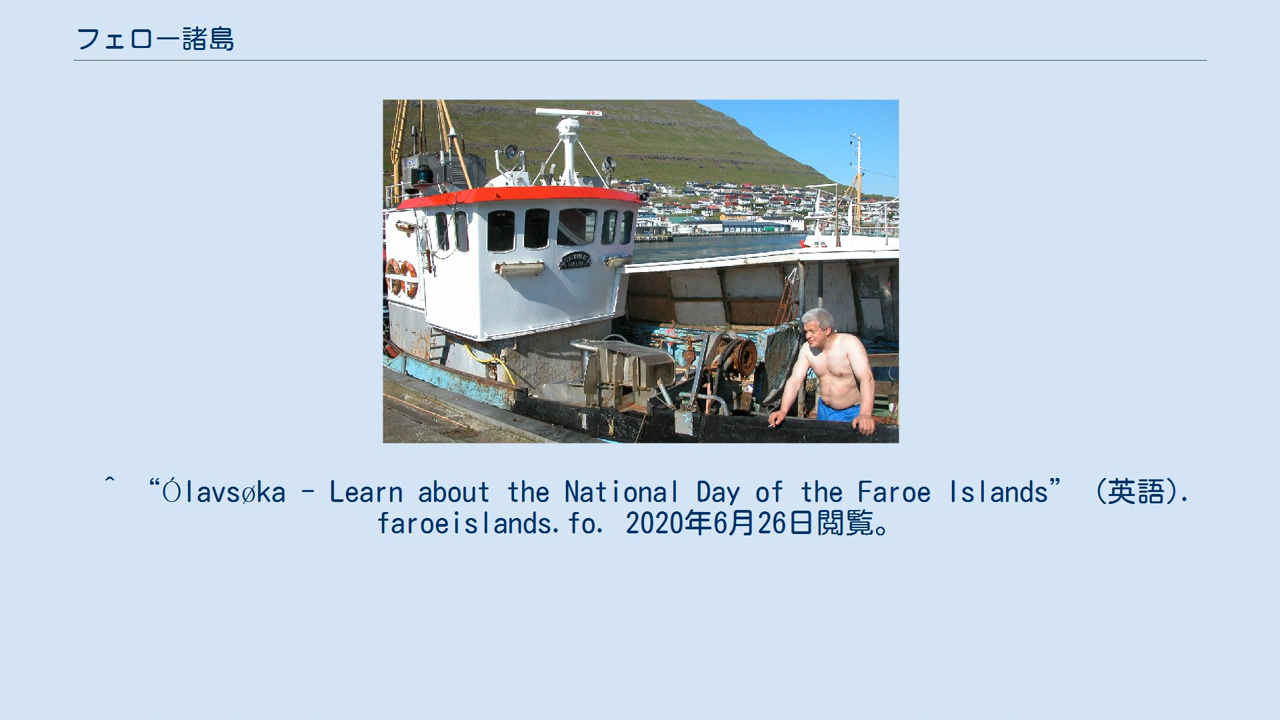 フェロー諸島
^ “Ólavsøka - Learn about the National Day of the Faroe Islands” (英語).
faroeislands.fo. 2020年6月26日閲覧。